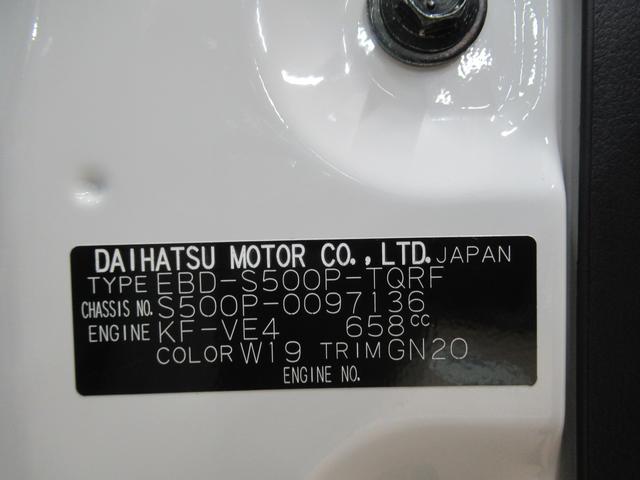 DAIHATSU MOTOR CO., LTD. JAPAN
TYPE EBD-S500P-TQRF
CHASSIS NO. S500P-0097136
ENGINE KF-VE4 658cc
COLOR W19 TRIM GN20
ENGINE NO.